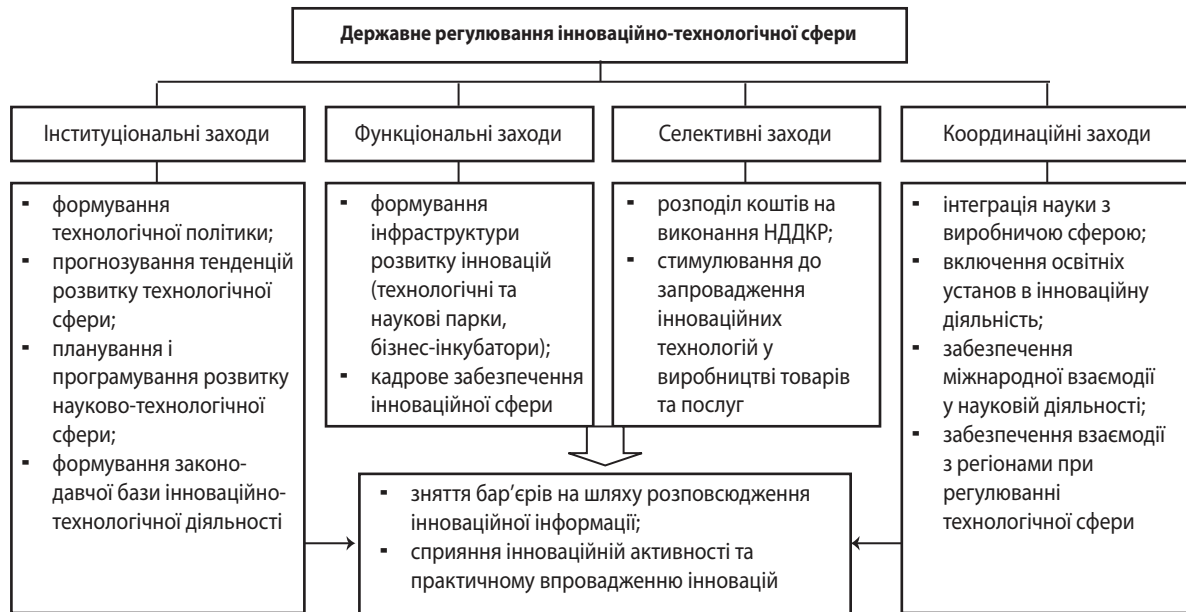 Державне регулювання інноваційно-технологічної сфери
Інституціональні заходи
Функціональні заходи
Селективні заходи
Координаційні заходи
▪ формування
технологічної політики;
▪ прогнозування тенденцій
розвитку технологічної
сфери;
▪ планування і
програмування розвитку
науково-технологічної
сфери;
▪ формування законо-
давчої бази інноваційно-
технологічної діяльності
▪ формування
інфраструктури
розвитку інновацій
(технологічні та
наукові парки,
бізнес-інкубатори);
▪ кадрове забезпечення
інноваційної сфери
▪ розподіл коштів на
виконання НДДКР;
▪ стимулювання до
запровадження
інноваційних
технологій у
виробництві товарів
та послуг
▪ інтеграція науки з
виробничою сферою;
▪ включення освітніх
установ в інноваційну
діяльність;
▪ забезпечення
міжнародної взаємодії
у науковій діяльності;
▪ забезпечення взаємодії
з регіонами при
регулюванні
технологічної сфери
▪ зняття бар’єрів на шляху розповсюдження
інноваційної інформації;
▪ сприяння інноваційній активності та
практичному впровадженню інновацій